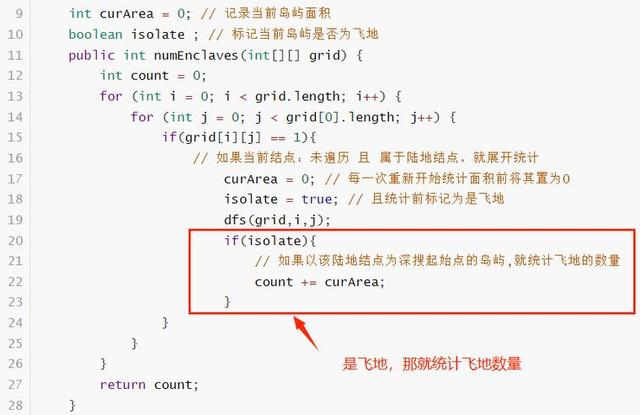 9 int curArea = 0; // 记录当前岛屿面积
10 boolean isolate ; // 标记当前岛屿是否为飞地
11 public int numEnclaves(int[][] grid) {
12 int count = 0;
13 for (int i = 0; i < grid.length; i++) {
14 for (int j = 0; j < grid[0].length; j++) {
15 if(grid[i][j] == 1){
16 // 如果当前结点：未遍历 且 属于陆地结点，就展开统计
17 curArea = 0; // 每一次重新开始统计面积前将其置为0
18 isolate = true; // 且统计前标记为是飞地
19 dfs(grid,i,j);
20 if(isolate){
21 // 如果以该陆地结点为深搜起始点的岛屿,就统计飞地的数量
22 count += curArea;
23 }
24 }
25 }
26 }
是飞地，那就统计飞地数量
27 return count;
28 }